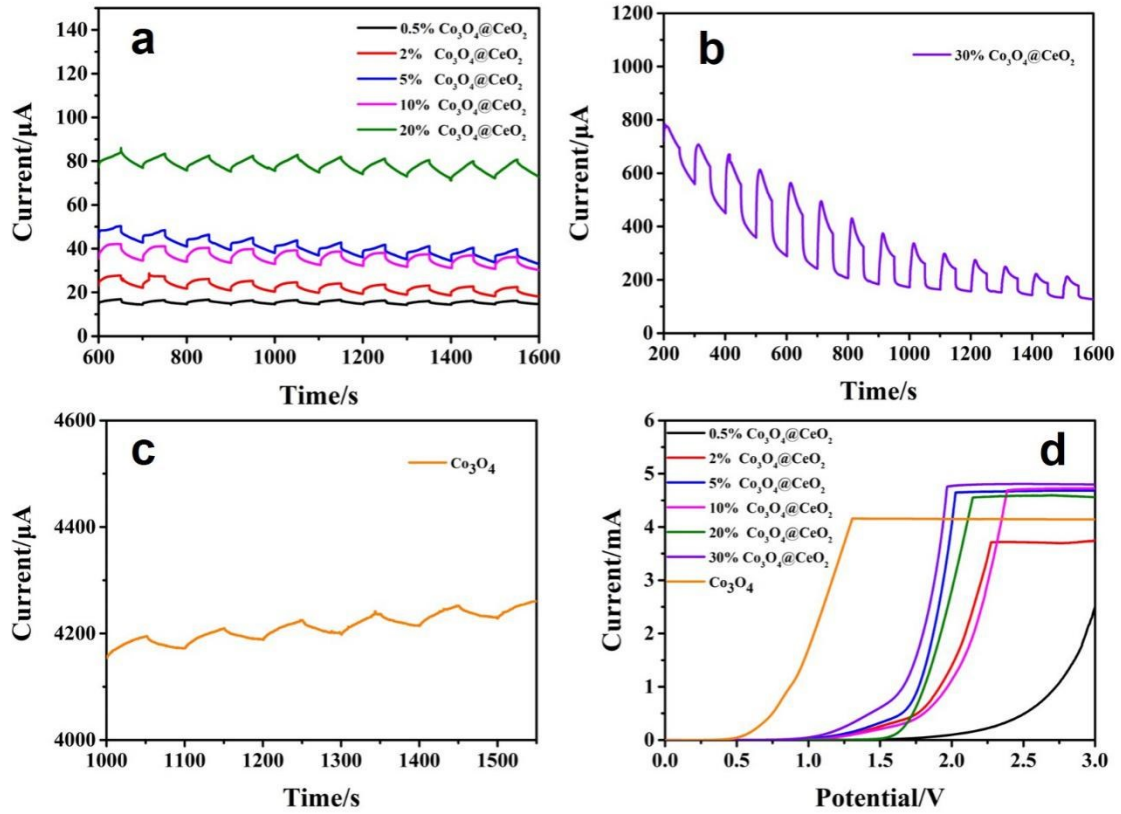 a
0.5% Co₃O₄@CeO₂
2% Co₃O₄@CeO₂
5% Co₃O₄@CeO₂
10% Co₃O₄@CeO₂
20% Co₃O₄@CeO₂
140
120
100
80
60
40
20
0
Current/μA
600
800
1000
1200
1400
1600
Time/s
b
30% Co₃O₄@CeO₂
1200
1000
800
600
400
200
0
Current/μA
200
400
600
800
1000
1200
1400
1600
Time/s
c
Co₃O₄
4600
4400
4200
4000
Current/μA
1000
1100
1200
1300
1400
1500
Time/s
d
0.5% Co₃O₄@CeO₂
2% Co₃O₄@CeO₂
5% Co₃O₄@CeO₂
10% Co₃O₄@CeO₂
20% Co₃O₄@CeO₂
30% Co₃O₄@CeO₂
Co₃O₄
6
5
4
3
2
1
0
Current/mA
0.0
0.5
1.0
1.5
2.0
2.5
3.0
Potential/V